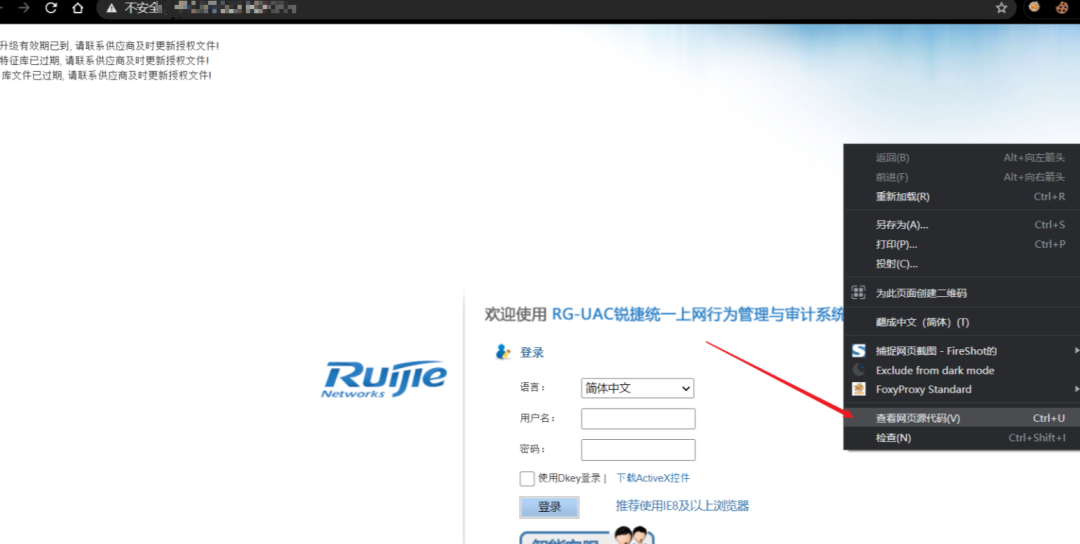 不安全
升级有效期已到, 请联系供应商及时更新授权文件!
特征库已过期, 请联系供应商及时更新授权文件!
库文件已过期, 请联系供应商及时更新授权文件!
返回(B) Alt+向左箭头
前进(F) Alt+向右箭头
重新加载(R) Ctrl+R
另存为(A)... Ctrl+S
打印(P)... Ctrl+P
投射(C)...
为此页面创建二维码
翻成中文（简体）(T)
捕捉网页截图 - FireShot的
Exclude from dark mode
FoxyProxy Standard
查看网页源代码(V) Ctrl+U
检查(N) Ctrl+Shift+I
欢迎使用 RG-UAC锐捷统一上网行为管理与审计系统
登录
Ruijie
Networks
语言：
简体中文
用户名：
密码：
使用Dkey登录 | 下载ActiveX控件
登录 推荐使用IE8及以上浏览器
智能客服